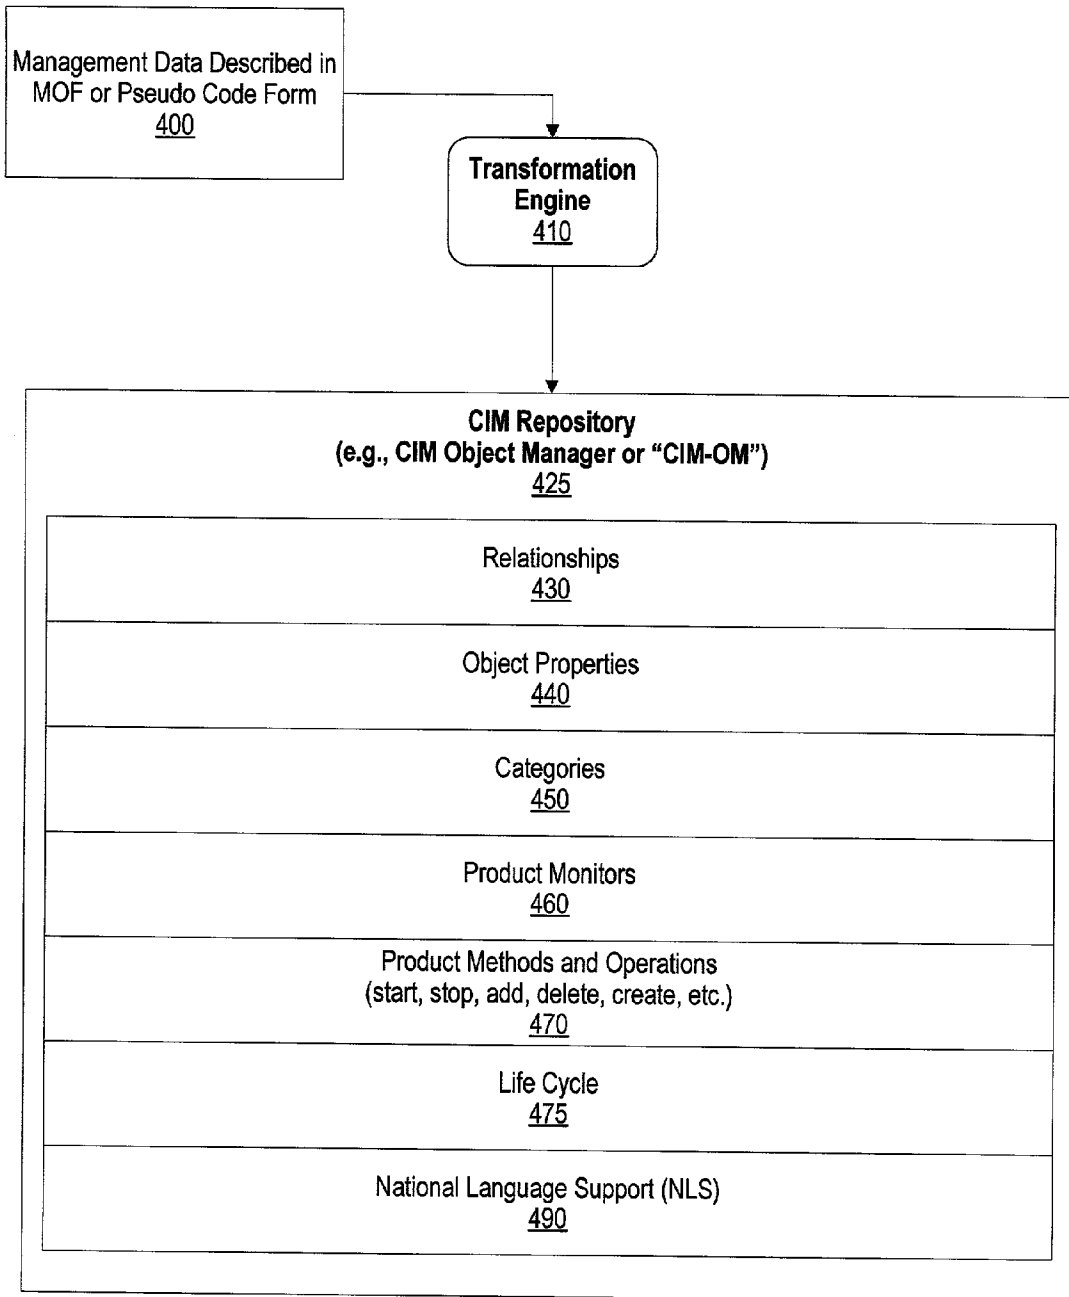 Management Data Described in
MOF or Pseudo Code Form
400
Transformation
Engine
410
CIM Repository
(e.g., CIM Object Manager or “CIM-OM”)
425
Relationships
430
Object Properties
440
Categories
450
Product Monitors
460
Product Methods and Operations
(start, stop, add, delete, create, etc.)
470
Life Cycle
475
National Language Support (NLS)
490